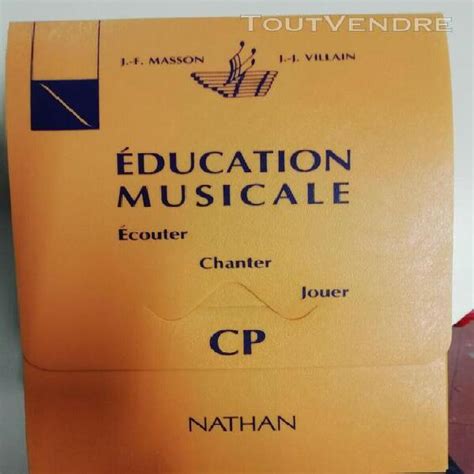 ToutVendre
J.-F. MASSON J.-J. VILLAIN
ÉDUCATION
MUSICALE
Écouter
Chanter
Jouer
CP
NATHAN